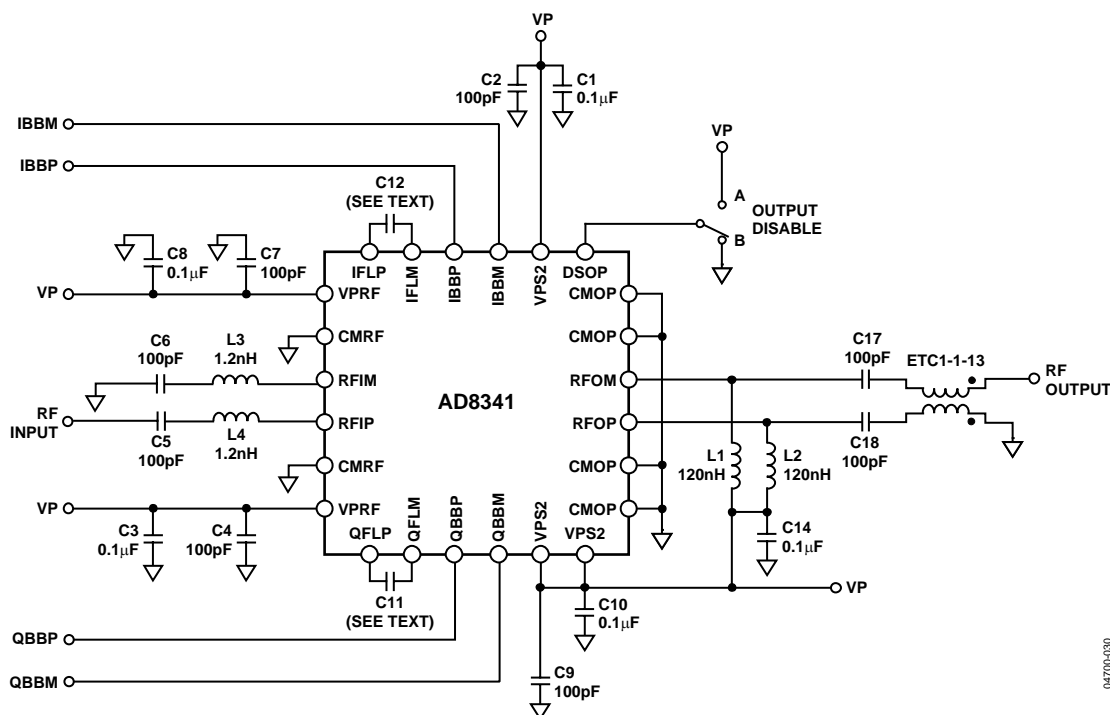 VP
C2
100pF
C1
0.1μF
IBBM
IBBP
VP
A
OUTPUT
DISABLE
B
C12
(SEE TEXT)
C8
0.1μF
C7
100pF
IFLP
IFLM
IBBP
IBBM
VPS2
DSOP
VP
VPRF
CMOP
CMRF
CMOP
C6
100pF
L3
1.2nH
RFIM
RFOM
C17
100pF
ETC1-1-13
RF
OUTPUT
AD8341
RF
INPUT
C5
100pF
L4
1.2nH
RFIP
RFOP
C18
100pF
L1
120nH
L2
120nH
CMRF
CMOP
VP
VPRF
CMOP
C3
0.1μF
C4
100pF
QFLP
QFLM
QBBP
QBBM
VPS2
VPS2
C14
0.1μF
C11
(SEE TEXT)
C10
0.1μF
VP
QBBP
QBBM
C9
100pF
04700-030